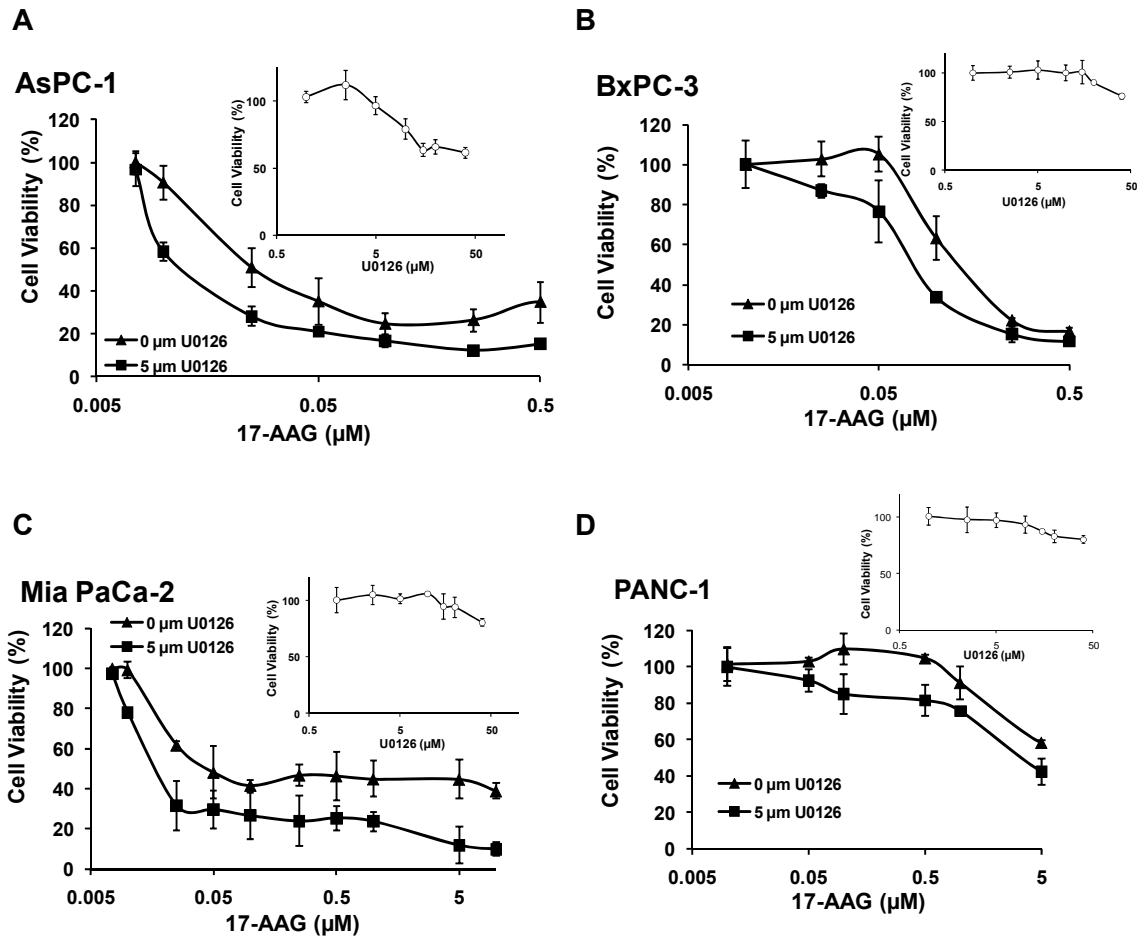 A
AsPC-1
Cell Viability (%)
120
100
80
60
40
20
0
0.005
0.05
0.5
17-AAG (µM)
0 µm U0126
5 µm U0126
Cell Viability (%)
100
50
0
0.5
5
50
U0126 (µM)
B
BxPC-3
Cell Viability (%)
120
100
80
60
40
20
0
0.005
0.05
0.5
17-AAG (µM)
0 µm U0126
5 µm U0126
Cell Viability (%)
100
50
0
0.5
5
50
U0126 (µM)
C
Mia PaCa-2
0 µm U0126
5 µm U0126
Cell Viability (%)
120
100
80
60
40
20
0
0.005
0.05
0.5
5
17-AAG (µM)
Cell Viability (%)
100
50
0
0.5
5
50
U0126 (µM)
D
PANC-1
Cell Viability (%)
120
100
80
60
40
20
0
0.005
0.05
0.5
5
17-AAG (µM)
0 µm U0126
5 µm U0126
Cell Viability (%)
100
50
0
0.5
5
50
U0126 (µM)